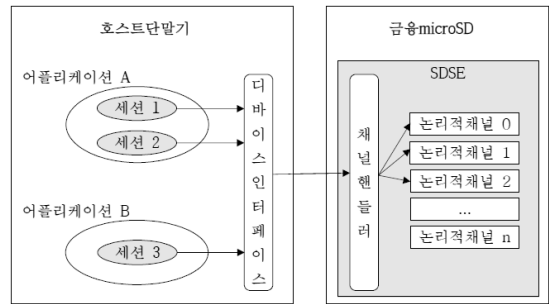 호스트단말기
금융microSD
SDSE
어플리케이션 A
세션 1
세션 2
어플리케이션 B
세션 3
디바이스인터페이스
채널핸들러
논리적채널 0
논리적채널 1
논리적채널 2
...
논리적채널 n